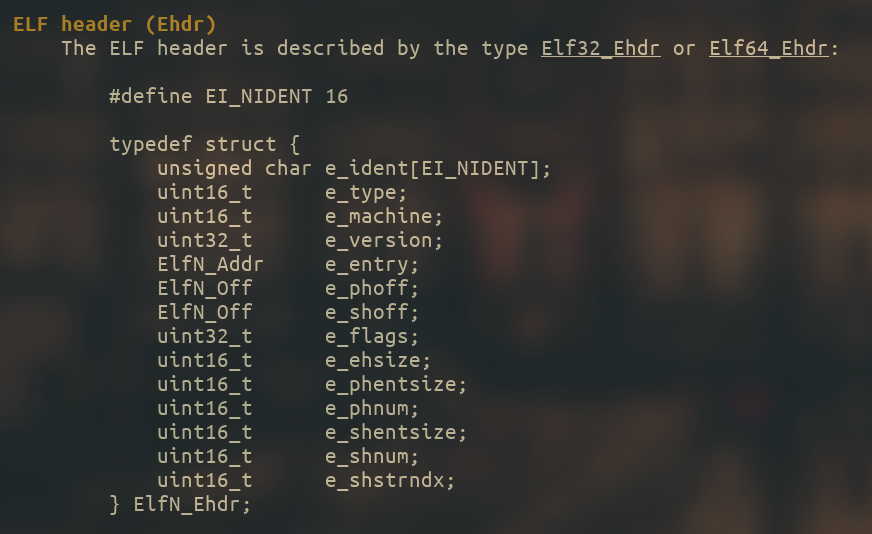 ELF header (Ehdr)
The ELF header is described by the type Elf32_Ehdr or Elf64_Ehdr:
#define EI_NIDENT 16
typedef struct {
unsigned char e_ident[EI_NIDENT];
uint16_t e_type;
uint16_t e_machine;
uint32_t e_version;
ElfN_Addr e_entry;
ElfN_Off e_phoff;
ElfN_Off e_shoff;
uint32_t e_flags;
uint16_t e_ehsize;
uint16_t e_phentsize;
uint16_t e_phnum;
uint16_t e_shentsize;
uint16_t e_shnum;
uint16_t e_shstrndx;
} ElfN_Ehdr;